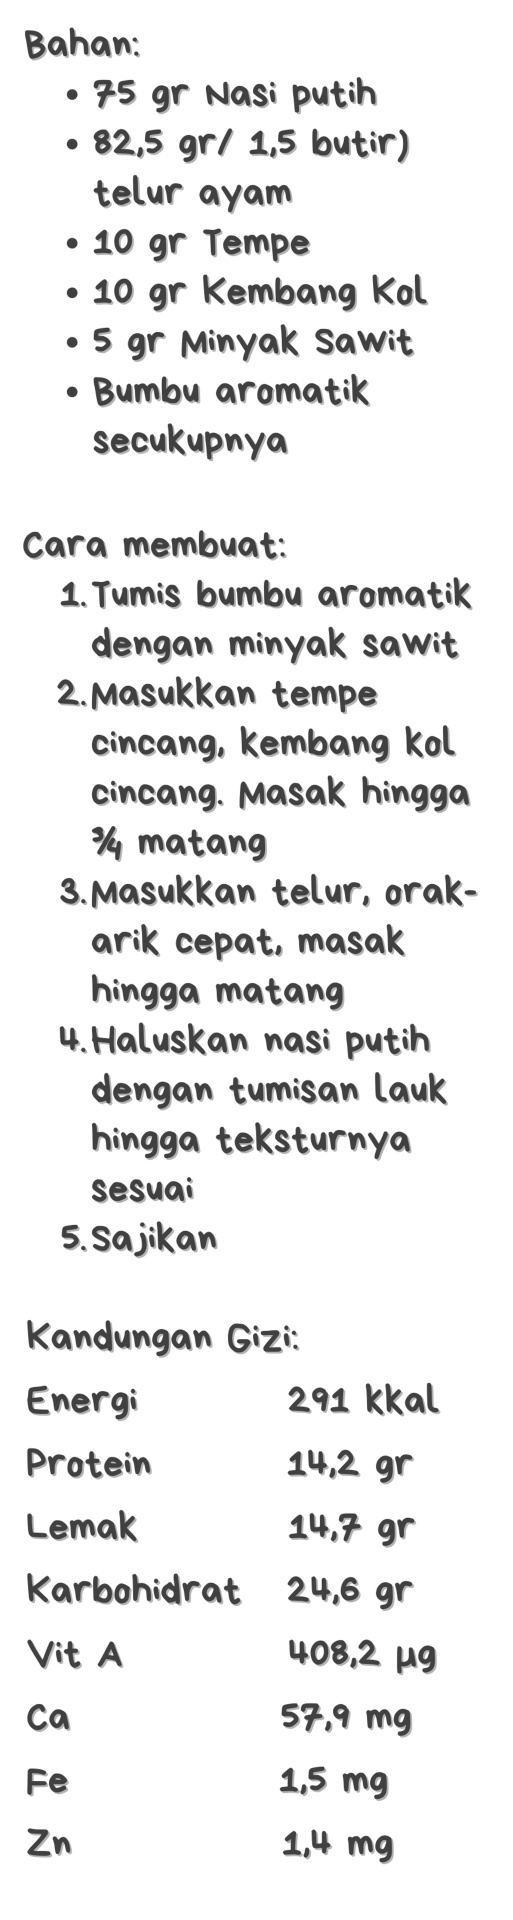 Bahan:
• 75 gr Nasi putih
• 82,5 gr/ 1,5 butir)
telur ayam
• 10 gr Tempe
• 10 gr Kembang Kol
• 5 gr Minyak Sawit
• Bumbu aromatik
secukupnya
Cara membuat:
1. Tumis bumbu aromatik
dengan minyak sawit
2. Masukkan tempe
cincang, kembang kol
cincang. Masak hingga
¾ matang
3. Masukkan telur, orak-
arik cepat, masak
hingga matang
4. Haluskan nasi putih
dengan tumisan lauk
hingga teksturnya
sesuai
5. Sajikan
Kandungan Gizi:
Energi 291 kkal
Protein 14,2 gr
Lemak 14,7 gr
Karbohidrat 24,6 gr
Vit A 408,2 µg
Ca 57,9 mg
Fe 1,5 mg
Zn 1,4 mg